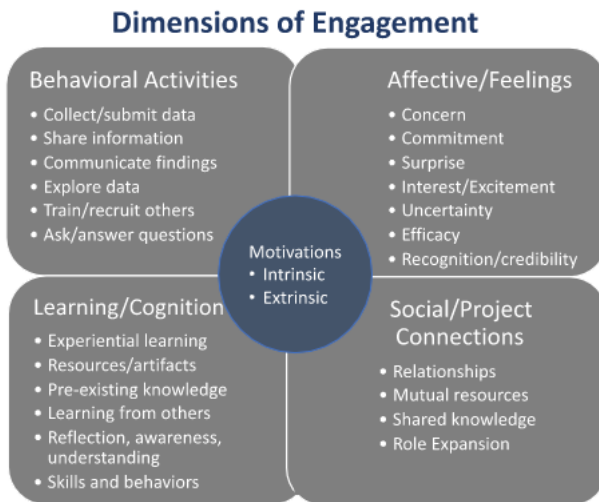 Dimensions of Engagement
Behavioral Activities
• Collect/submit data
• Share information
• Communicate findings
• Explore data
• Train/recruit others
• Ask/answer questions
Affective/Feelings
• Concern
• Commitment
• Surprise
• Interest/Excitement
• Uncertainty
• Efficacy
• Recognition/credibility
Motivations
• Intrinsic
• Extrinsic
Learning/Cognition
• Experiential learning
• Resources/artifacts
• Pre-existing knowledge
• Learning from others
• Reflection, awareness,
understanding
• Skills and behaviors
Social/Project
Connections
• Relationships
• Mutual resources
• Shared knowledge
• Role Expansion